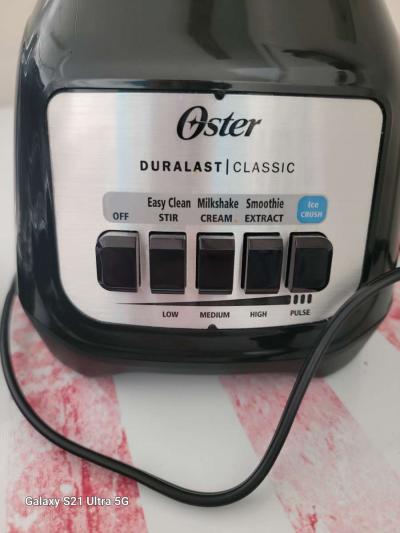 Oster
DURALAST|CLASSIC
Easy Clean Milkshake Smoothie Ice
OFF STIR CREAM EXTRACT CRUSH
LOW MEDIUM HIGH PULSE
Galaxy S21 Ultra 5G